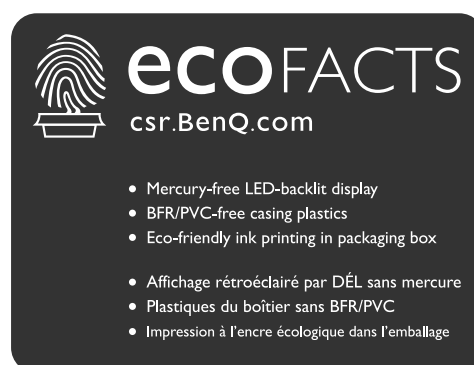 ecoFACTS
csr.BenQ.com
• Mercury-free LED-backlit display
• BFR/PVC-free casing plastics
• Eco-friendly ink printing in packaging box
• Affichage rétroéclairé par DÉL sans mercure
• Plastiques du boîtier sans BFR/PVC
• Impression à l'encre écologique dans l'emballage